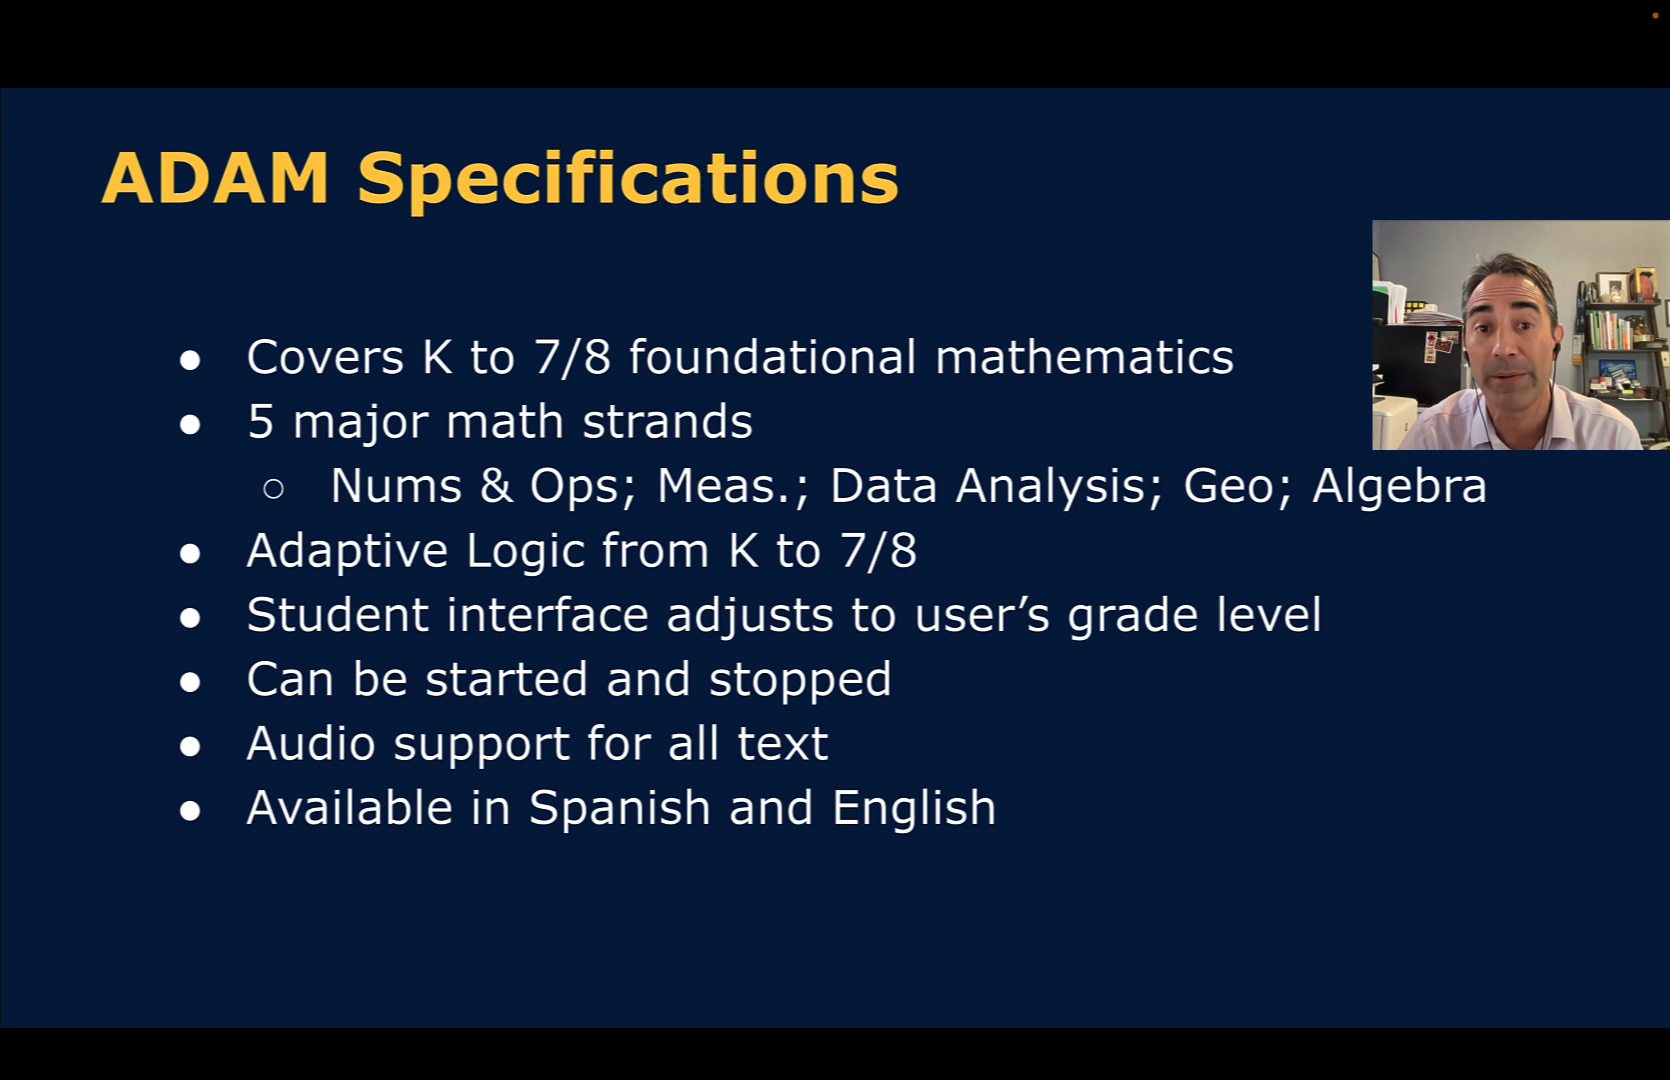 ADAM Specifications
● Covers K to 7/8 foundational mathematics
● 5 major math strands
○ Nums & Ops; Meas.; Data Analysis; Geo; Algebra
● Adaptive Logic from K to 7/8
● Student interface adjusts to user’s grade level
● Can be started and stopped
● Audio support for all text
● Available in Spanish and English